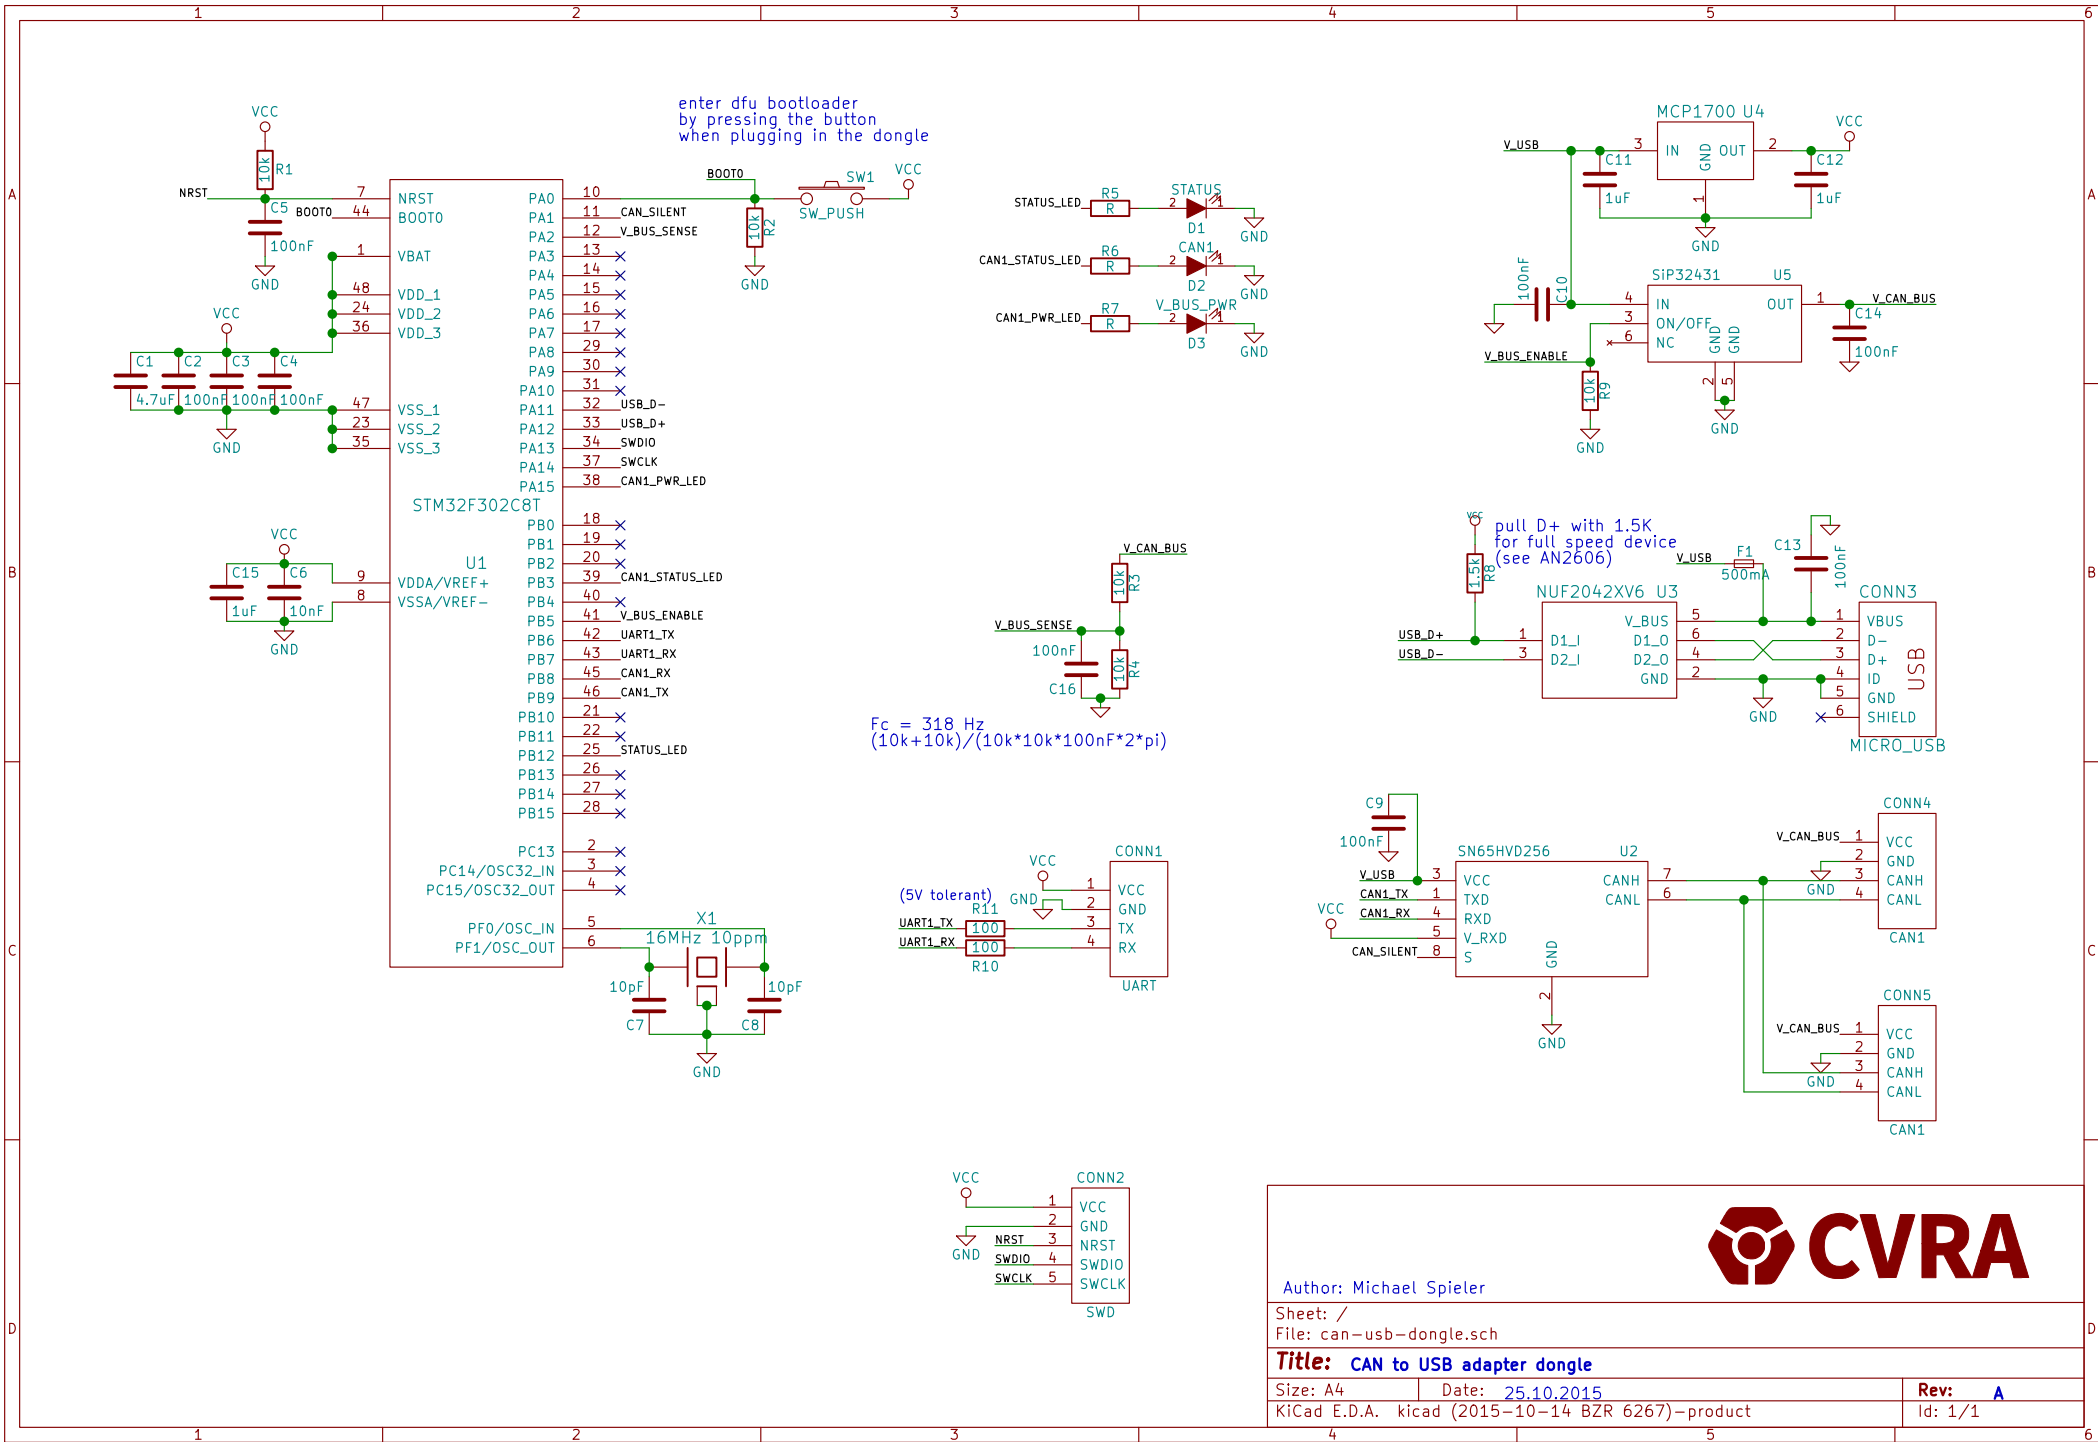 1 2 3 4 5 6
A
B
C
D
enter dfu bootloader
by pressing the button
when plugging in the dongle
VCC
10k R1
NRST
C5
100nF
GND
BOOT0
7 NRST
44 BOOT0
1 VBAT
48 VDD_1
24 VDD_2
36 VDD_3
47 VSS_1
23 VSS_2
35 VSS_3
9 VDDA/VREF+
8 VSSA/VREF-
STM32F302C8T
U1
VCC
C1 C2 C3 C4
4.7uF 100nF 100nF 100nF
GND
VCC
C15 C6
1uF 10nF
GND
PA0 10
PA1 11 CAN_SILENT
PA2 12 V_BUS_SENSE
PA3 13
PA4 14
PA5 15
PA6 16
PA7 17
PA8 29
PA9 30
PA10 31
PA11 32 USB_D-
PA12 33 USB_D+
PA13 34 SWDIO
PA14 37 SWCLK
PA15 38 CAN1_PWR_LED
PB0 18
PB1 19
PB2 20
PB3 39 CAN1_STATUS_LED
PB4 40
PB5 41 V_BUS_ENABLE
PB6 42 UART1_TX
PB7 43 UART1_RX
PB8 45 CAN1_RX
PB9 46 CAN1_TX
PB10 21
PB11 22
PB12 25 STATUS_LED
PB13 26
PB14 27
PB15 28
PC13 2
PC14/OSC32_IN 3
PC15/OSC32_OUT 4
PF0/OSC_IN 5
PF1/OSC_OUT 6
BOOT0
SW1
SW_PUSH
VCC
10k R2
GND
X1
16MHz 10ppm
10pF 10pF
C7 C8
GND
STATUS_LED R5 R 2 STATUS 1
D1 GND
CAN1_STATUS_LED R6 R 2 CAN1 1
D2 GND
CAN1_PWR_LED R7 R 2 V_BUS_PWR 1
D3 GND
V_CAN_BUS
10k R3
V_BUS_SENSE
100nF
C16
10k R4
Fc = 318 Hz
(10k+10k)/(10k*10k*100nF*2*pi)
VCC CONN1
GND
(5V tolerant)
1 VCC
2 GND
UART1_TX R11 100 3 TX
UART1_RX 100 4 RX
R10
UART
VCC CONN2
1 VCC
2 GND
GND
NRST 3 NRST
SWDIO 4 SWDIO
SWCLK 5 SWCLK
SWD
MCP1700 U4
V_USB 3 IN OUT 2 VCC
GND
1
C11 C12
1uF 1uF
GND
100nF C10
SiP32431 U5
4 IN OUT 1 V_CAN_BUS
3 ON/OFF
6 NC
GND GND
2 5
GND
V_BUS_ENABLE
10k R9
GND
C14
100nF
VCC
1.5k R8
pull D+ with 1.5K
for full speed device
(see AN2606)
V_USB F1
500mA
C13
100nF
NUF2042XV6 U3
USB_D+ 1 D1_I
USB_D- 3 D2_I
V_BUS 5
D1_O 6
D2_O 4
GND 2
GND
CONN3
1 VBUS
2 D-
3 D+
4 ID
5 GND
6 SHIELD
USB
MICRO_USB
C9
100nF
SN65HVD256 U2
V_USB 3 VCC
CAN1_TX 1 TXD
CAN1_RX 4 RXD
VCC 5 V_RXD
CAN_SILENT 8 S
CANH 7
CANL 6
GND
2
GND
CONN4
V_CAN_BUS 1 VCC
2 GND
GND
3 CANH
4 CANL
CAN1
CONN5
V_CAN_BUS 1 VCC
2 GND
GND
3 CANH
4 CANL
CAN1
CVRA
Author: Michael Spieler
Sheet: /
File: can-usb-dongle.sch
Title: CAN to USB adapter dongle
Size: A4 Date: 25.10.2015 Rev: A
KiCad E.D.A. kicad (2015-10-14 BZR 6267)-product Id: 1/1
A
B
C
D
1 2 3 4 5 6